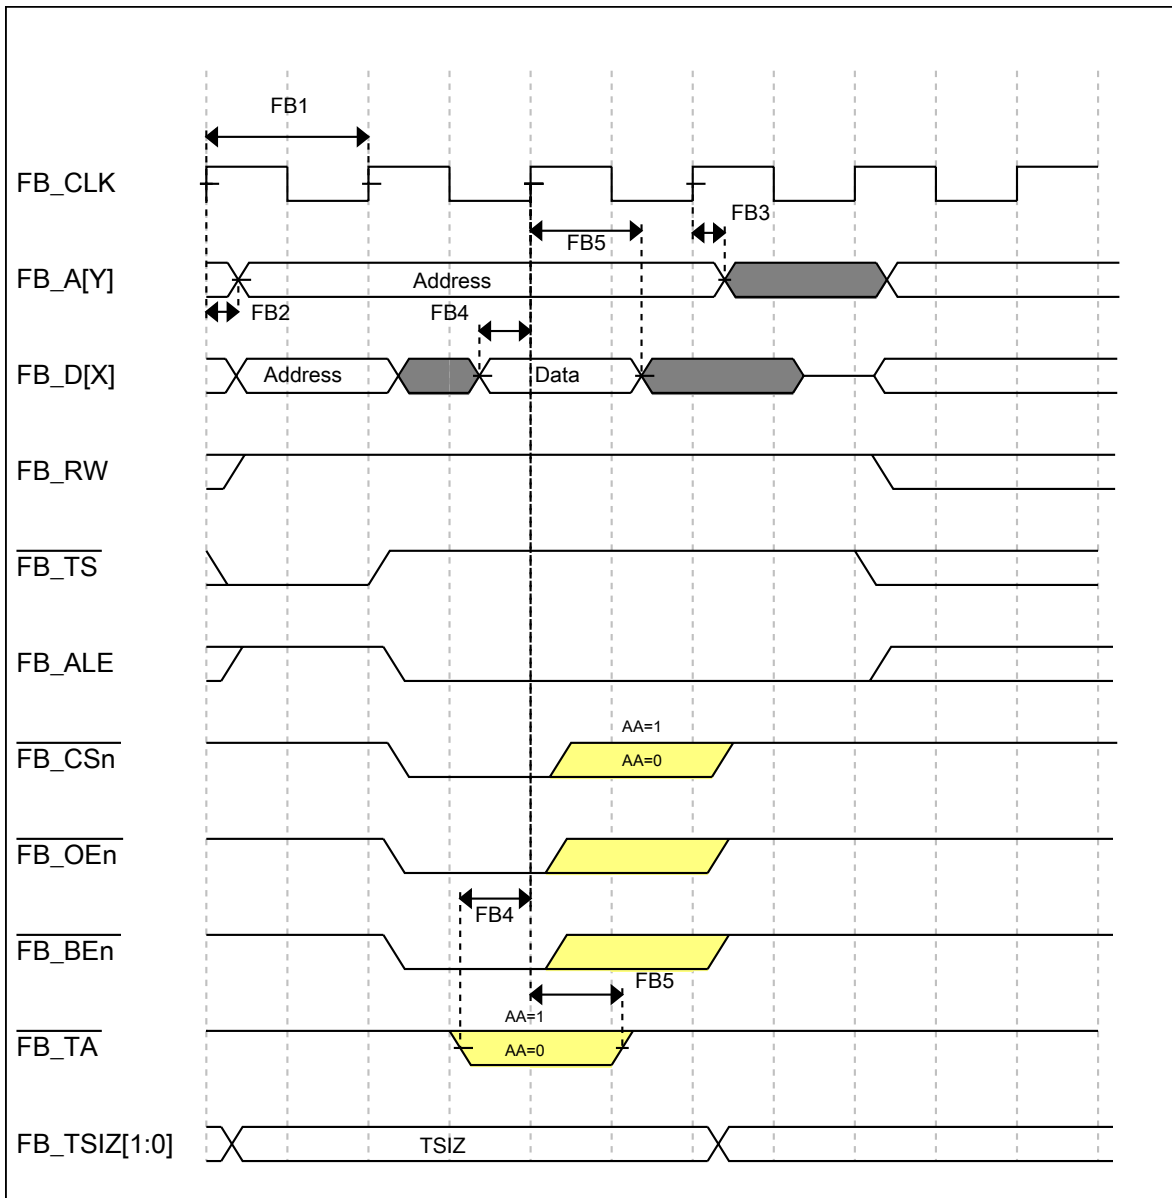 FB1
FB_CLK
FB3
FB5
FB_A[Y]
Address
FB2
FB4
FB_D[X]
Address
Data
FB_RW
FB_TS
FB_ALE
AA=1
FB_CSn
AA=0
FB_OEn
FB4
FB_BEn
FB5
AA=1
FB_TA
AA=0
FB_TSIZ[1:0]
TSIZ